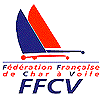 Fédération Française
de Char à Voile
FFCV